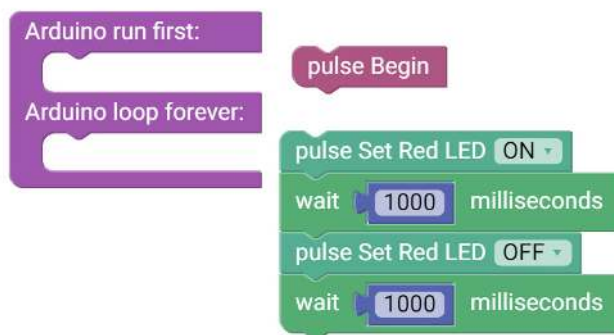 Arduino run first:
pulse Begin
Arduino loop forever:
pulse Set Red LED ON
wait 1000 milliseconds
pulse Set Red LED OFF
wait 1000 milliseconds